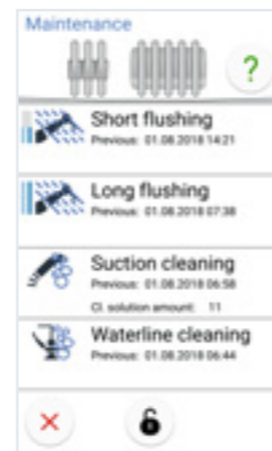 Maintenance
?
Short flushing
Previous: 01.08.2018 14:21
Long flushing
Previous: 01.08.2018 07:38
Suction cleaning
Previous: 01.08.2018 06:58
Cl. solution amount: 11
Waterline cleaning
Previous: 01.08.2018 06:44